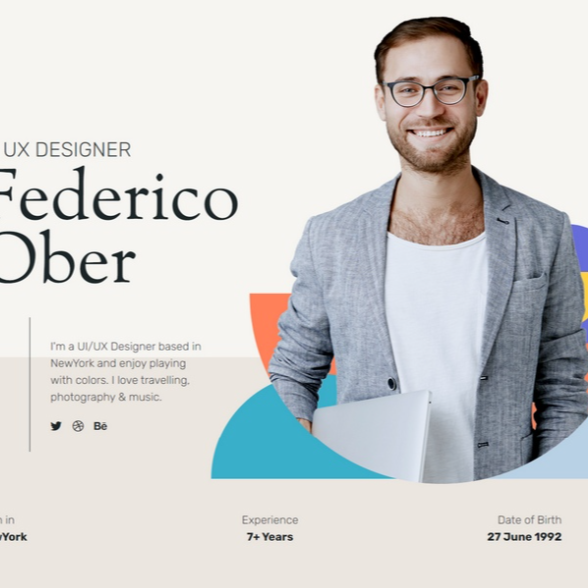 UX DESIGNER
Federico
Ober
I'm a UI/UX Designer based in
NewYork and enjoy playing
with colors. I love travelling,
photography & music.
Bē
in
York
Experience
7+ Years
Date of Birth
27 June 1992